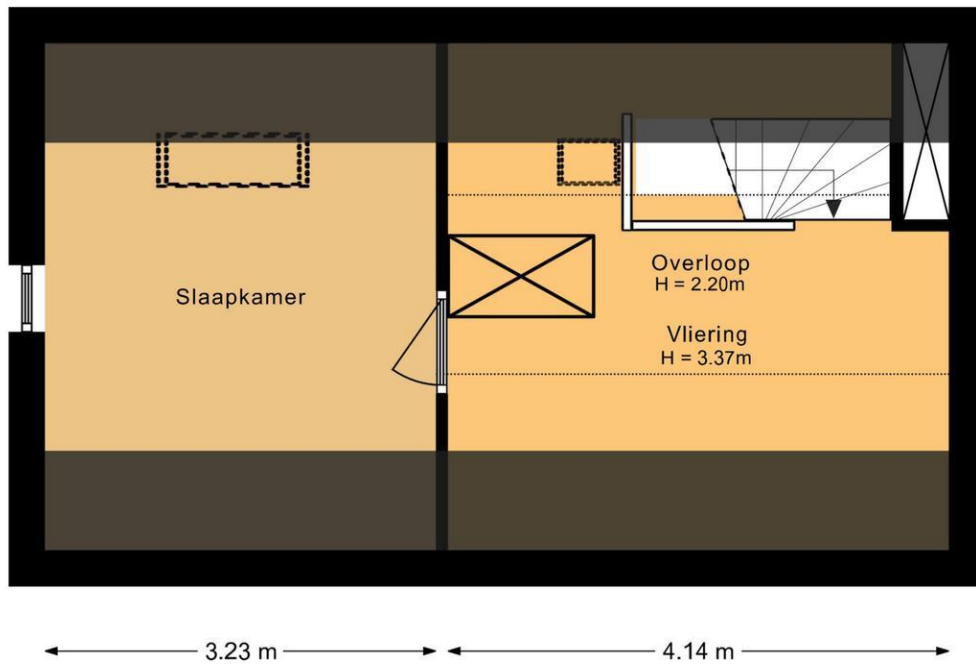 Slaapkamer
Overloop
H = 2.20m
Vliering
H = 3.37m
3.23 m
4.14 m